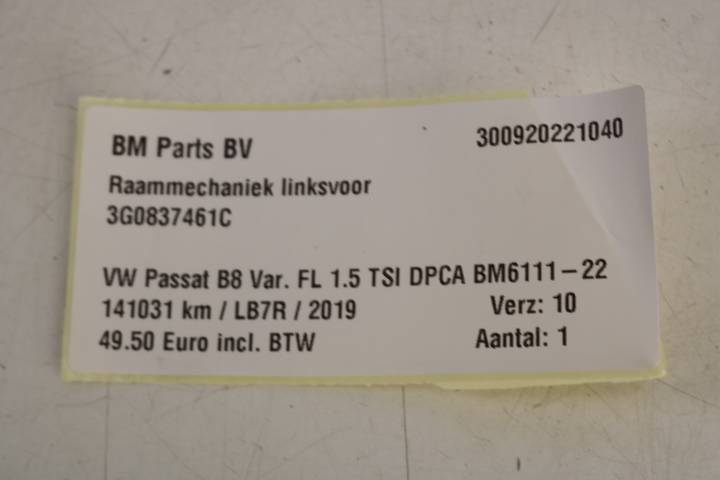 BM Parts BV 300920221040
Raammechaniek linksvoor
3G0837461C
VW Passat B8 Var. FL 1.5 TSI DPCA BM6111-22
141031 km / LB7R / 2019 Verz: 10
49.50 Euro incl. BTW Aantal: 1